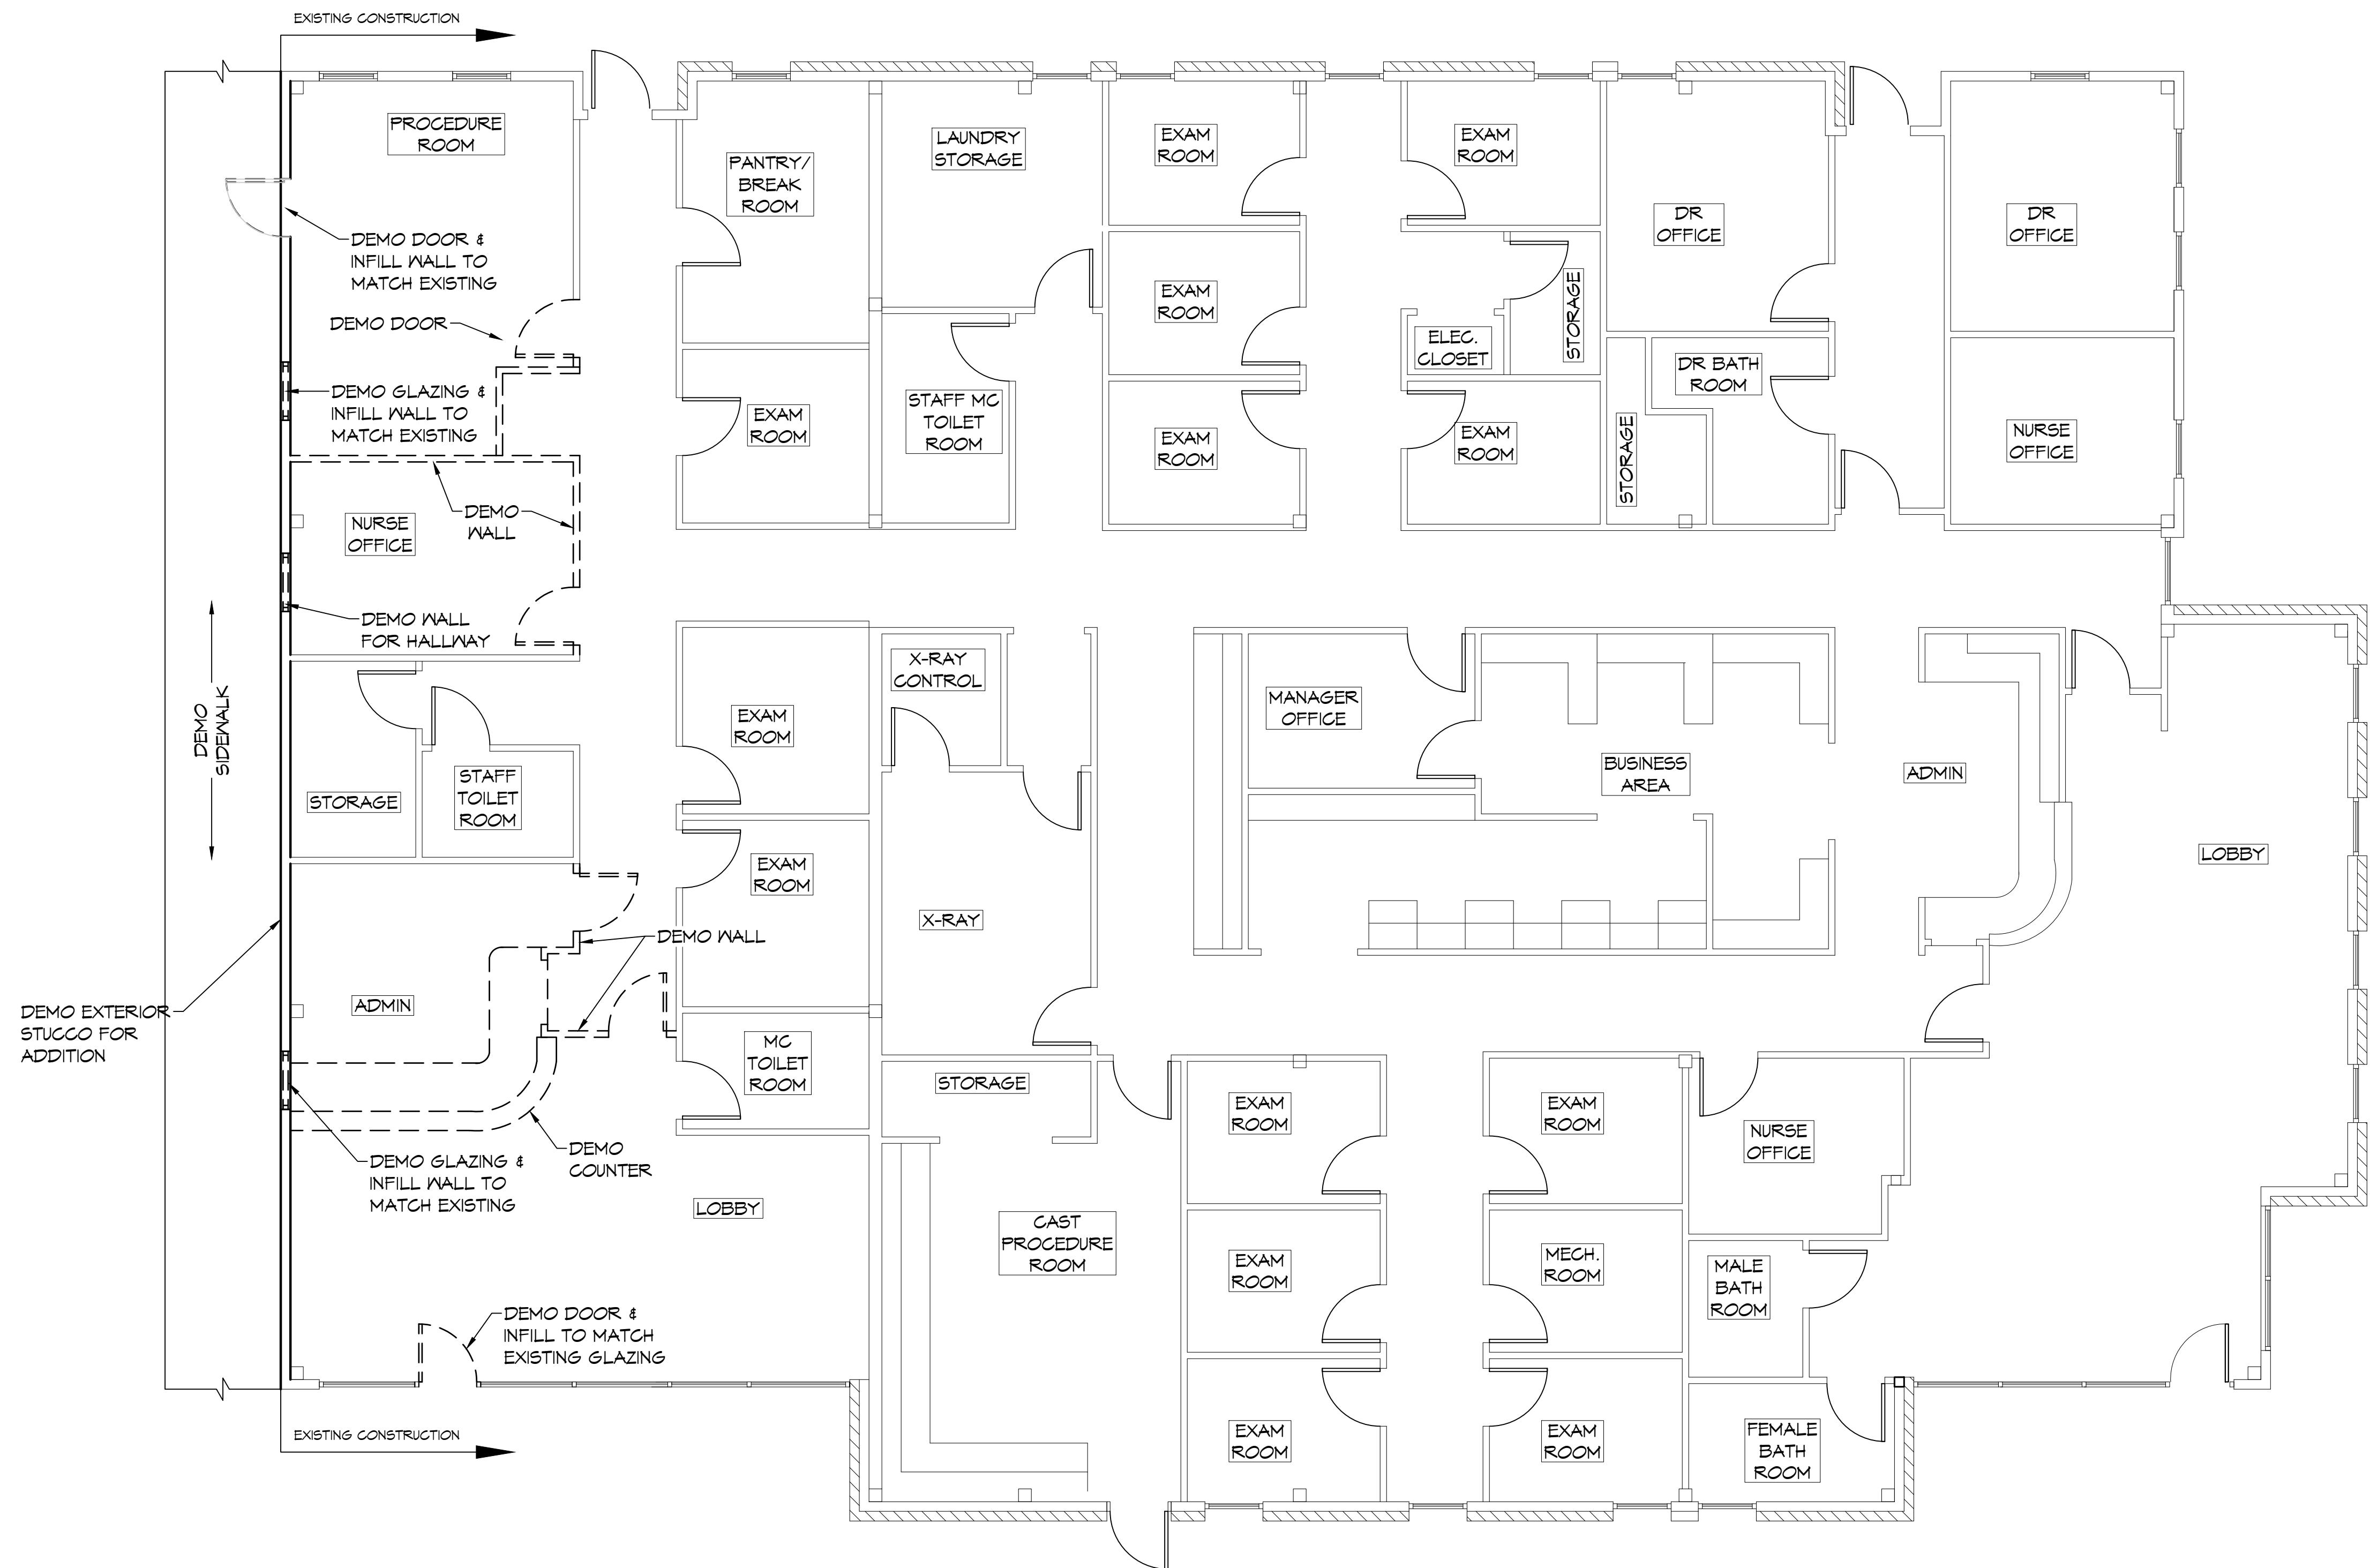 EXISTING CONSTRUCTION
PROCEDURE
ROOM
PANTRY/
BREAK
ROOM
LAUNDRY
STORAGE
EXAM
ROOM
EXAM
ROOM
DR
OFFICE
DR
OFFICE
DEMO DOOR &
INFILL WALL TO
MATCH EXISTING
DEMO DOOR
EXAM
ROOM
STORAGE
ELEC.
CLOSET
DEMO GLAZING &
INFILL WALL TO
MATCH EXISTING
EXAM
ROOM
STAFF MC
TOILET
ROOM
EXAM
ROOM
EXAM
ROOM
STORAGE
DR BATH
ROOM
NURSE
OFFICE
NURSE
OFFICE
DEMO
WALL
DEMO WALL
FOR HALLWAY
DEMO
SIDEWALK
STORAGE
STAFF
TOILET
ROOM
EXAM
ROOM
X-RAY
CONTROL
MANAGER
OFFICE
BUSINESS
AREA
ADMIN
LOBBY
EXAM
ROOM
X-RAY
DEMO WALL
DEMO EXTERIOR
STUCCO FOR
ADDITION
ADMIN
MC
TOILET
ROOM
STORAGE
EXAM
ROOM
EXAM
ROOM
NURSE
OFFICE
DEMO
COUNTER
DEMO GLAZING &
INFILL WALL TO
MATCH EXISTING
LOBBY
CAST
PROCEDURE
ROOM
EXAM
ROOM
MECH.
ROOM
MALE
BATH
ROOM
DEMO DOOR &
INFILL TO MATCH
EXISTING GLAZING
EXAM
ROOM
EXAM
ROOM
FEMALE
BATH
ROOM
EXISTING CONSTRUCTION